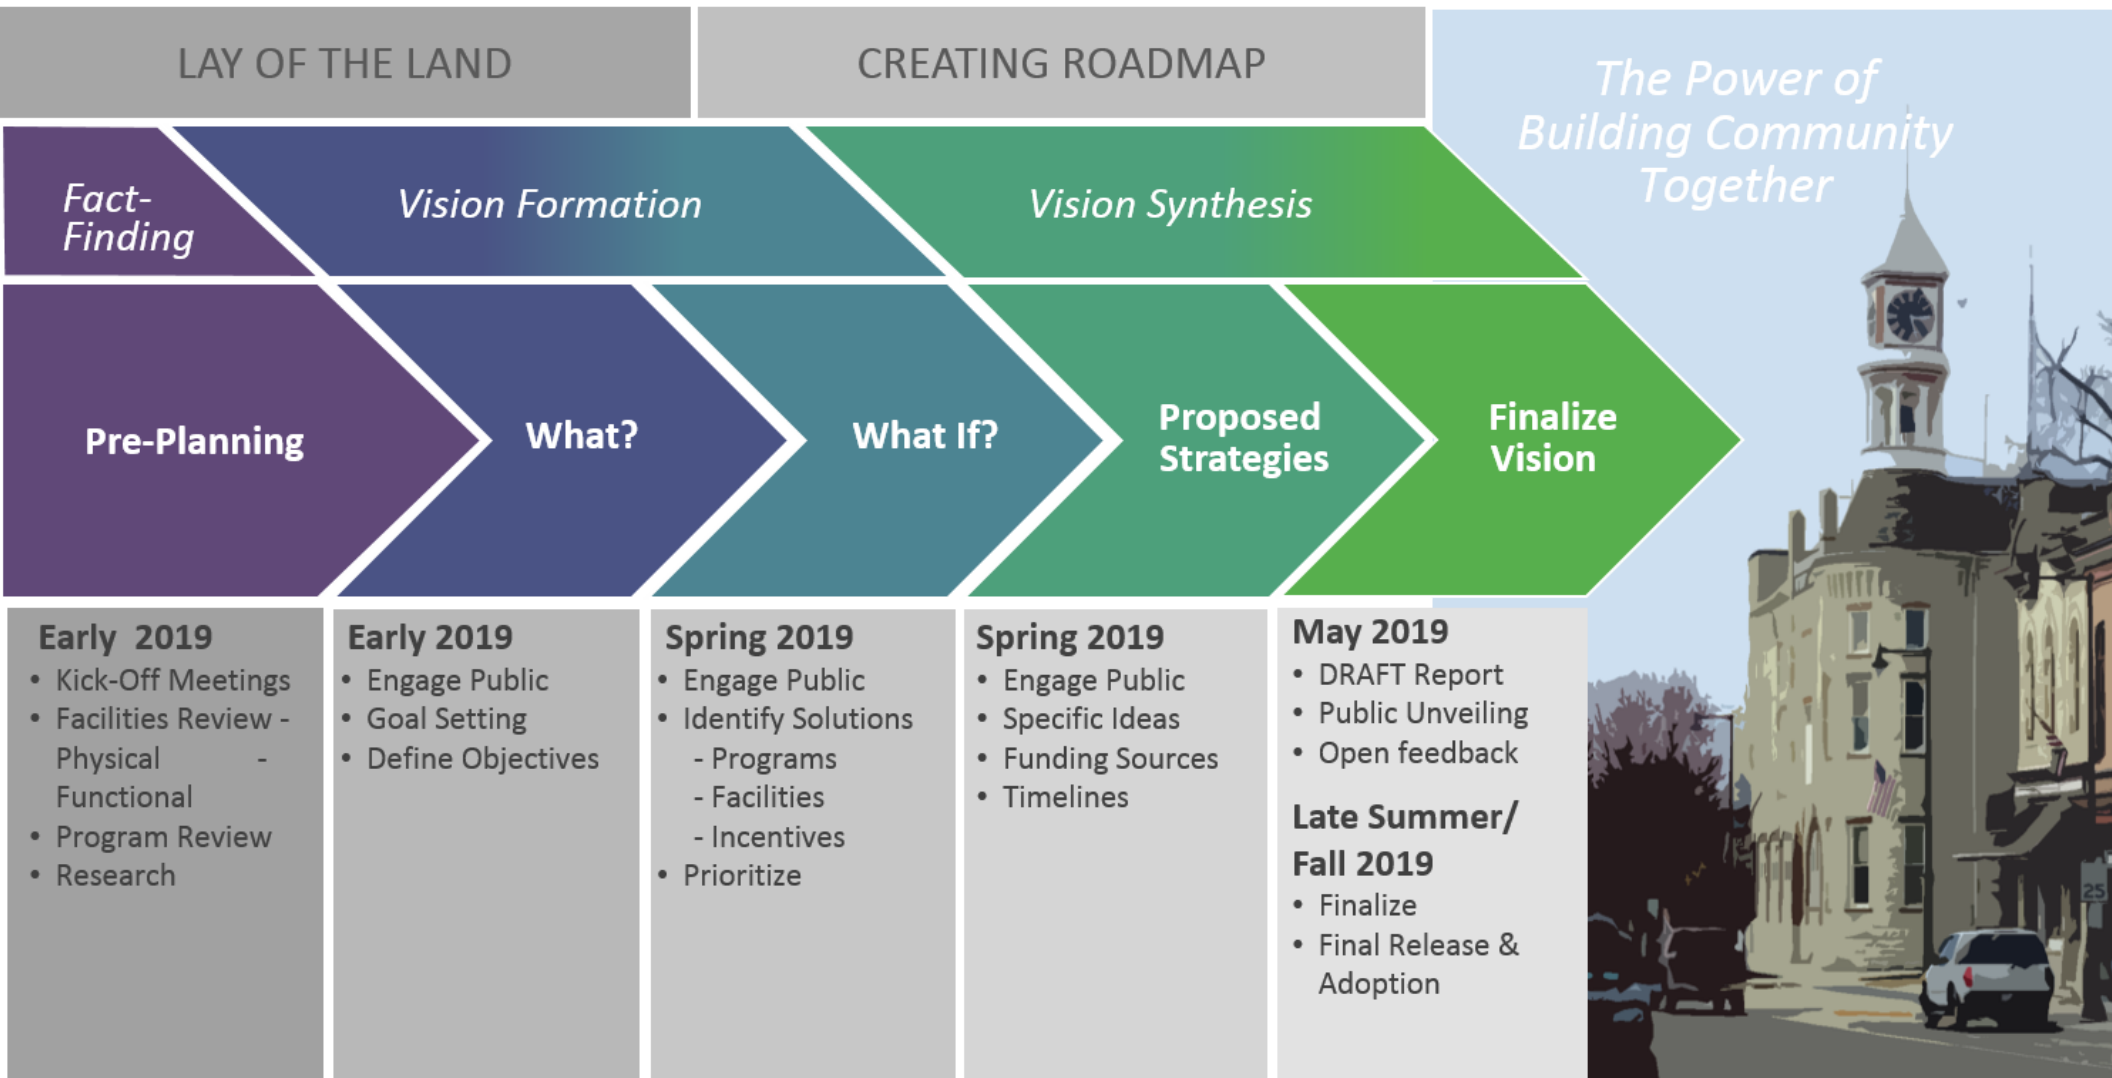 LAY OF THE LAND
CREATING ROADMAP
The Power of
Building Community
Together
Fact-
Finding
Vision Formation
Vision Synthesis
Pre-Planning
What?
What If?
Proposed
Strategies
Finalize
Vision
Early 2019
• Kick-Off Meetings
• Facilities Review -
Physical -
Functional
• Program Review
• Research
Early 2019
• Engage Public
• Goal Setting
• Define Objectives
Spring 2019
• Engage Public
• Identify Solutions
- Programs
- Facilities
- Incentives
• Prioritize
Spring 2019
• Engage Public
• Specific Ideas
• Funding Sources
• Timelines
May 2019
• DRAFT Report
• Public Unveiling
• Open feedback
Late Summer/
Fall 2019
• Finalize
• Final Release &
Adoption
25